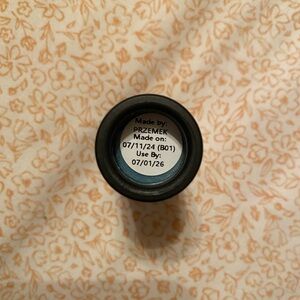 Made by:
PRZEMEK
Made on:
07/11/24 (B01)
Use By:
07/01/26